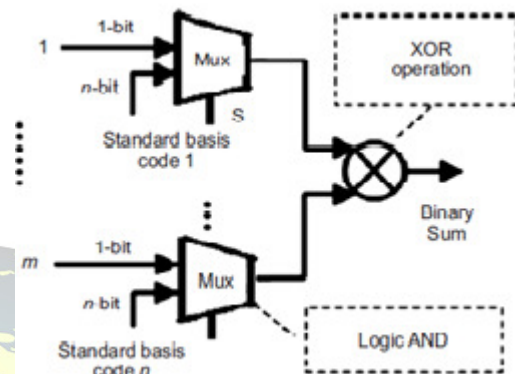 1-bit
XOR
operation
1
Mux
n-bit
S
Standard basis
code 1
1-bit
Binary
Sum
m
Mux
n-bit
Logic AND
Standard basis
code n